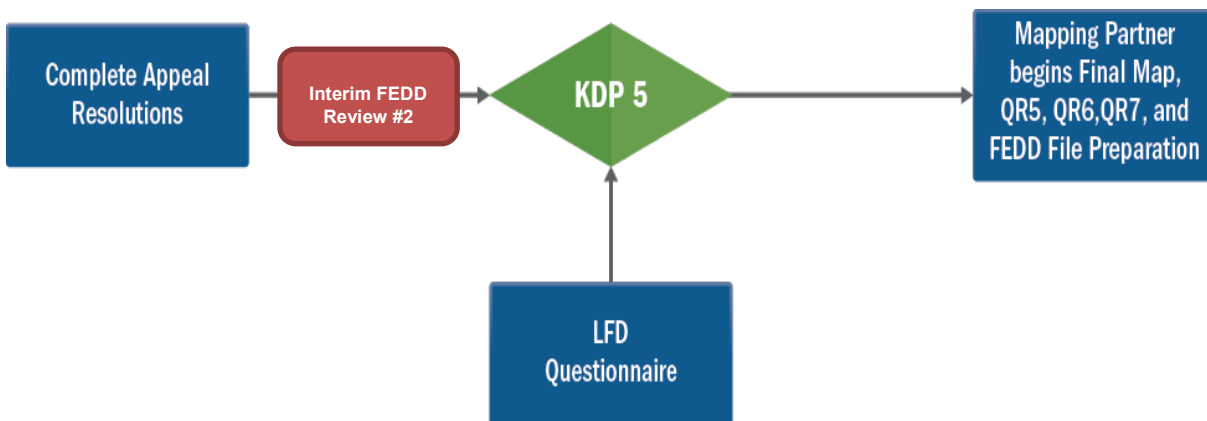 Complete Appeal
Resolutions
Interim FEDD
Review #2
KDP 5
Mapping Partner
begins Final Map,
QR5, QR6,QR7, and
FEDD File Preparation
LFD
Questionnaire